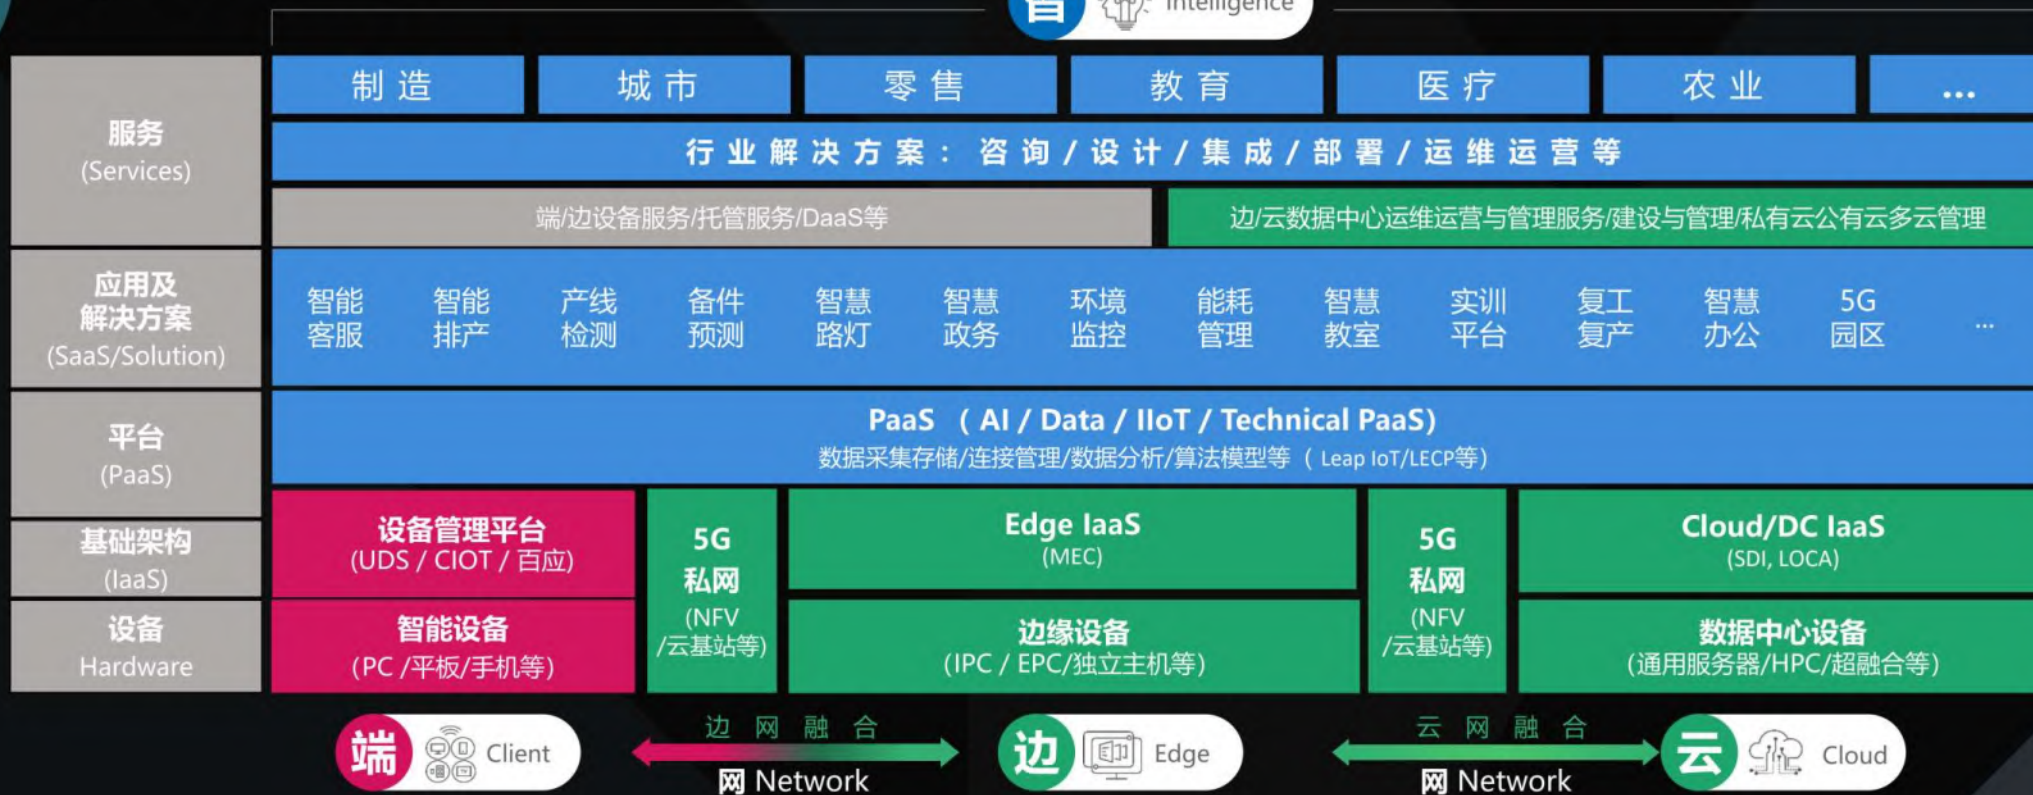 智 Intelligence
制造 城市 零售 教育 医疗 农业 ...
服务
(Services)
行业解决方案：咨询/设计/集成/部署/运维运营等
端/边设备服务/托管服务/DaaS等
边/云数据中心运维运营与管理服务/建设与管理/私有云公有云多云管理
应用及
解决方案
(SaaS/Solution)
智能 智能 产线 备件 智慧 智慧 环境 能耗 智慧 实训 复工 智慧 5G
客服 排产 检测 预测 路灯 政务 监控 管理 教室 平台 复产 办公 园区 ...
平台
(PaaS)
PaaS （ AI / Data / IIoT / Technical PaaS)
数据采集存储/连接管理/数据分析/算法模型等（ Leap IoT/LECP等）
基础架构
(IaaS)
设备管理平台
(UDS / CIOT / 百应)
5G
私网
(NFV
/云基站等)
Edge IaaS
(MEC)
5G
私网
(NFV
/云基站等)
Cloud/DC IaaS
(SDI, LOCA)
设备
Hardware
智能设备
(PC /平板/手机等)
边缘设备
(IPC / EPC/独立主机等)
数据中心设备
(通用服务器/HPC/超融合等)
端 Client
边网融合
网 Network
边 Edge
云网融合
网 Network
云 Cloud